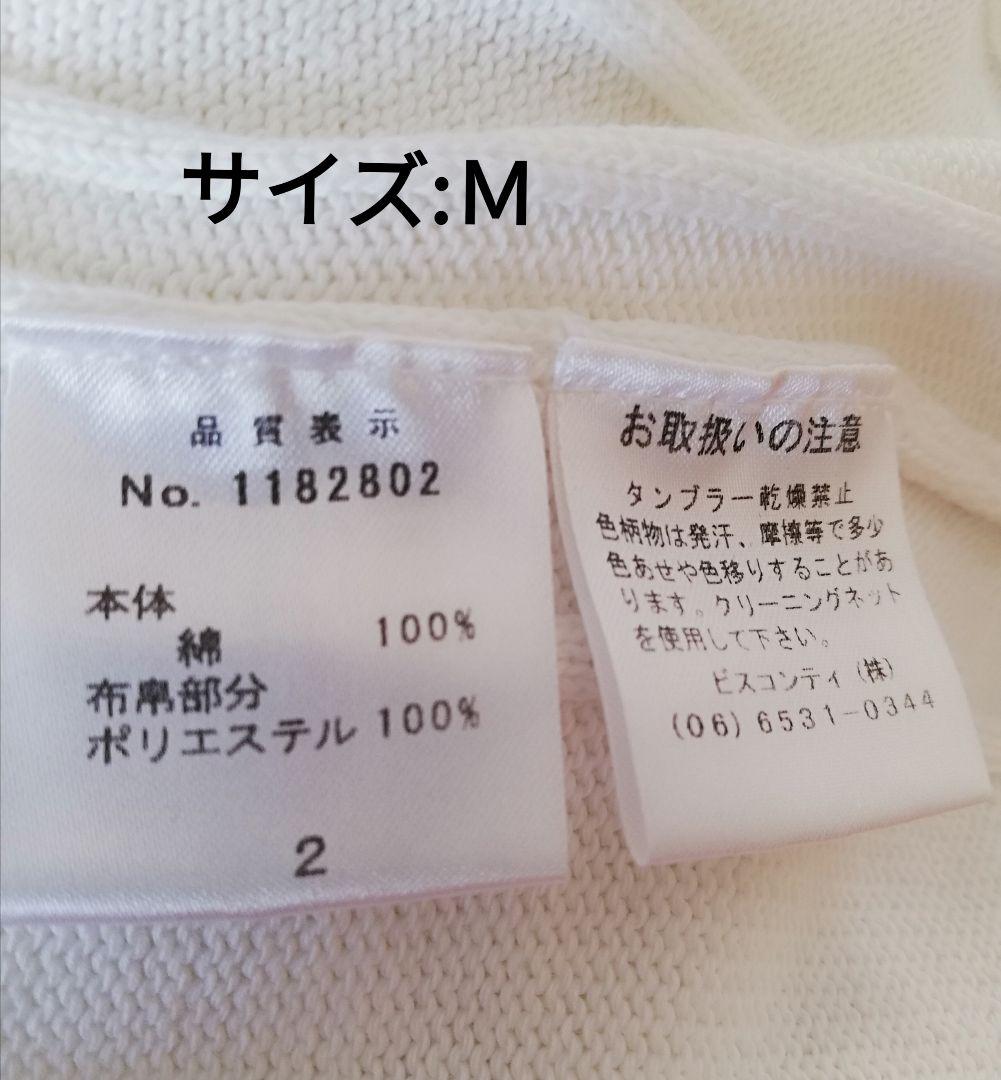 サイズ:M
品質表示
No. 1182802
本体
綿 100%
布帛部分
ポリエステル 100%
2
お取扱いの注意
タンブラー乾燥禁止
色柄物は発汗、摩擦等で多少
色あせや色移りすることがあ
ります。クリーニングネット
を使用して下さい。
ビスコンティ(株)
(06) 6531-0344